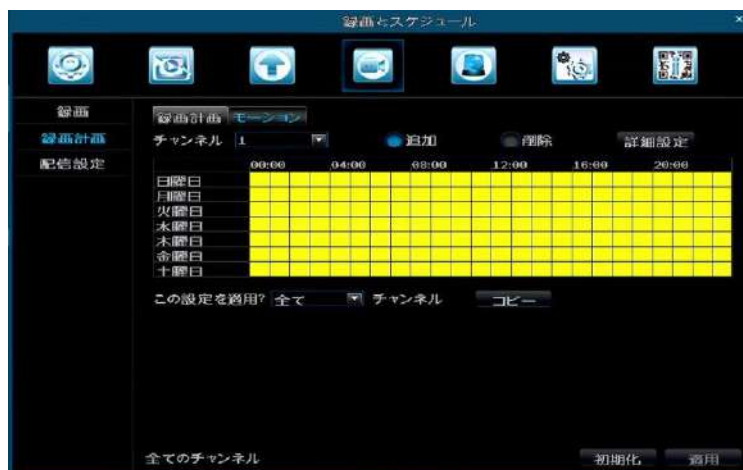 録画とスケジュール ×
録画
録画計画
配信設定
録画計画 モーション
チャンネル 1 追加 削除 詳細設定
00:00 04:00 08:00 12:00 16:00 20:00
日曜日
月曜日
火曜日
水曜日
木曜日
金曜日
土曜日
この設定を適用? 全て チャンネル コピー
全てのチャンネル 初期化 適用